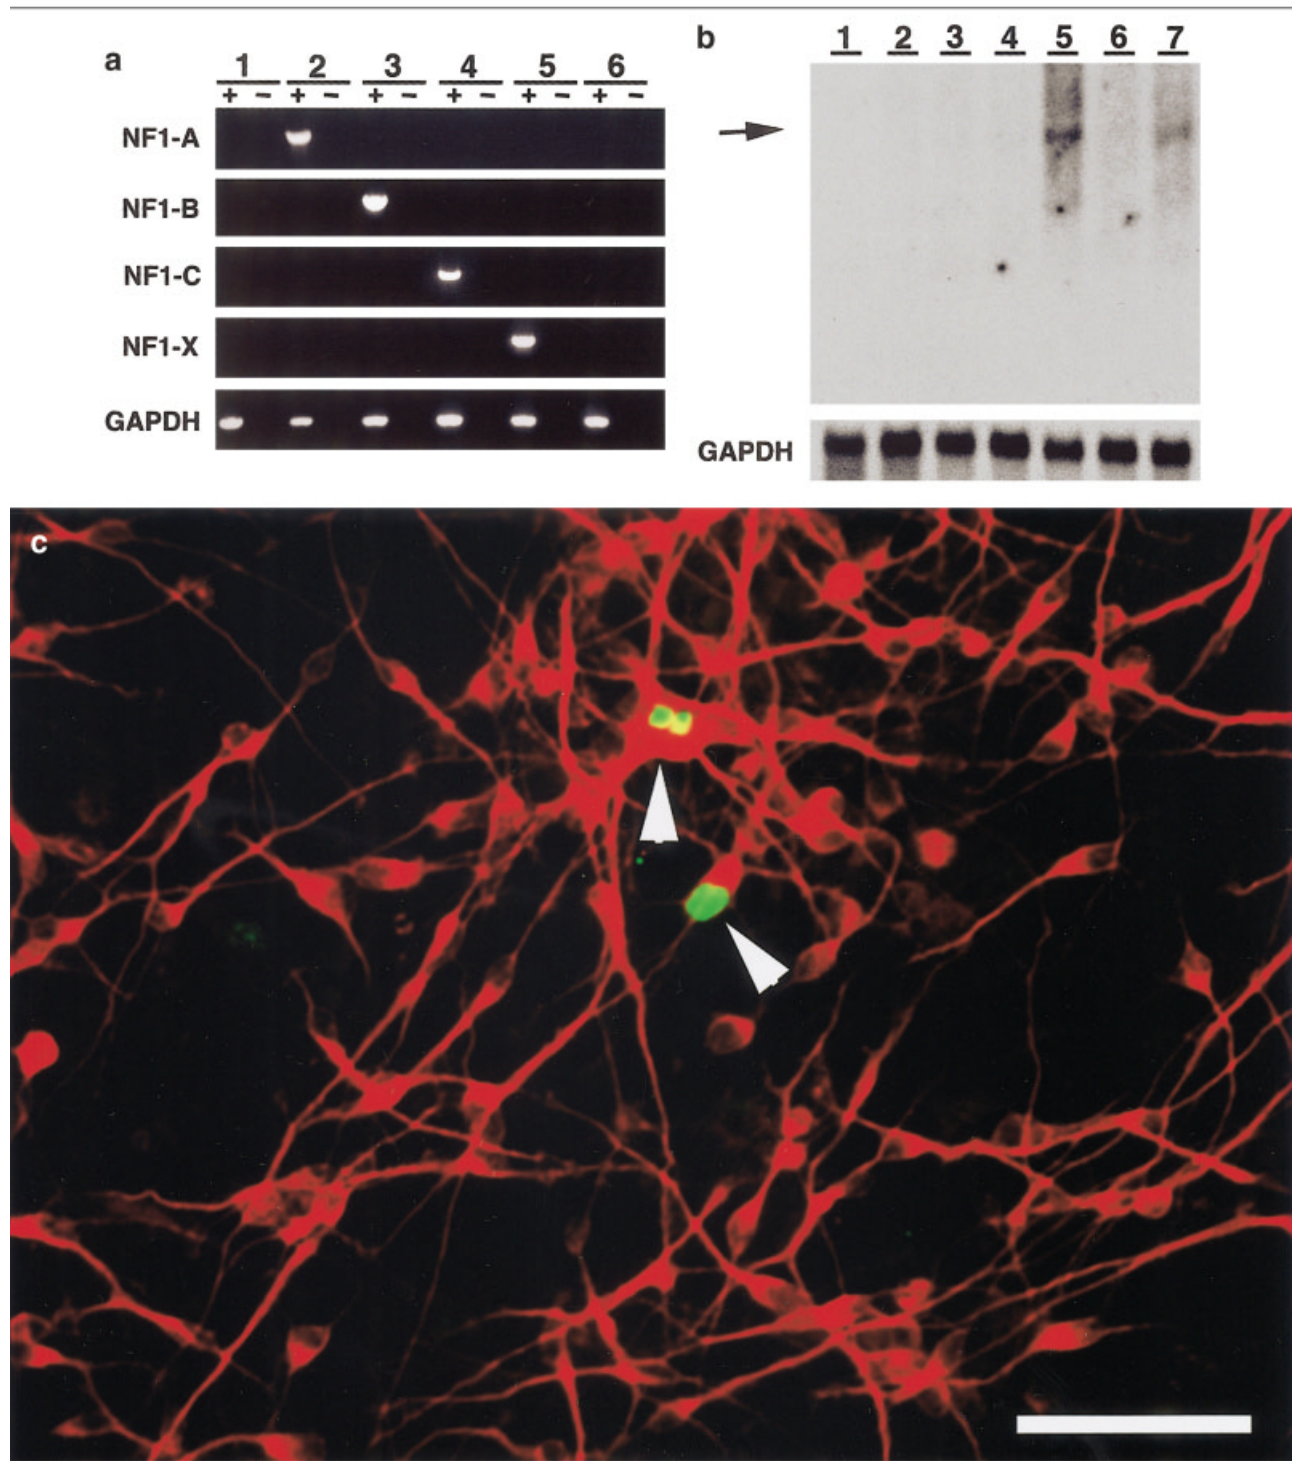 a
1 2 3 4 5 6
+ − + − + − + − + − + −
NF1-A
NF1-B
NF1-C
NF1-X
GAPDH
b
1 2 3 4 5 6 7
GAPDH
c